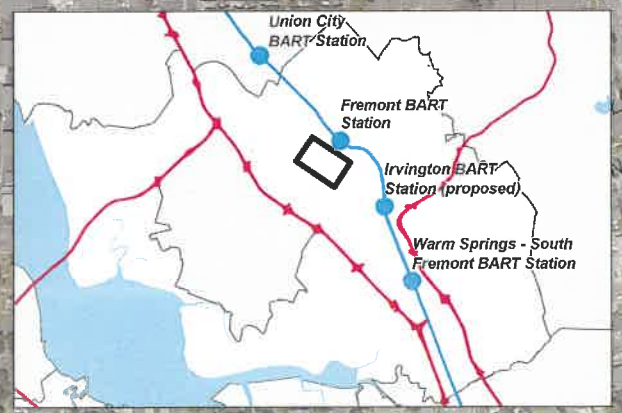 Union City
BART Station
Fremont BART
Station
Irvington BART
Station (proposed)
Warm Springs - South
Fremont BART Station